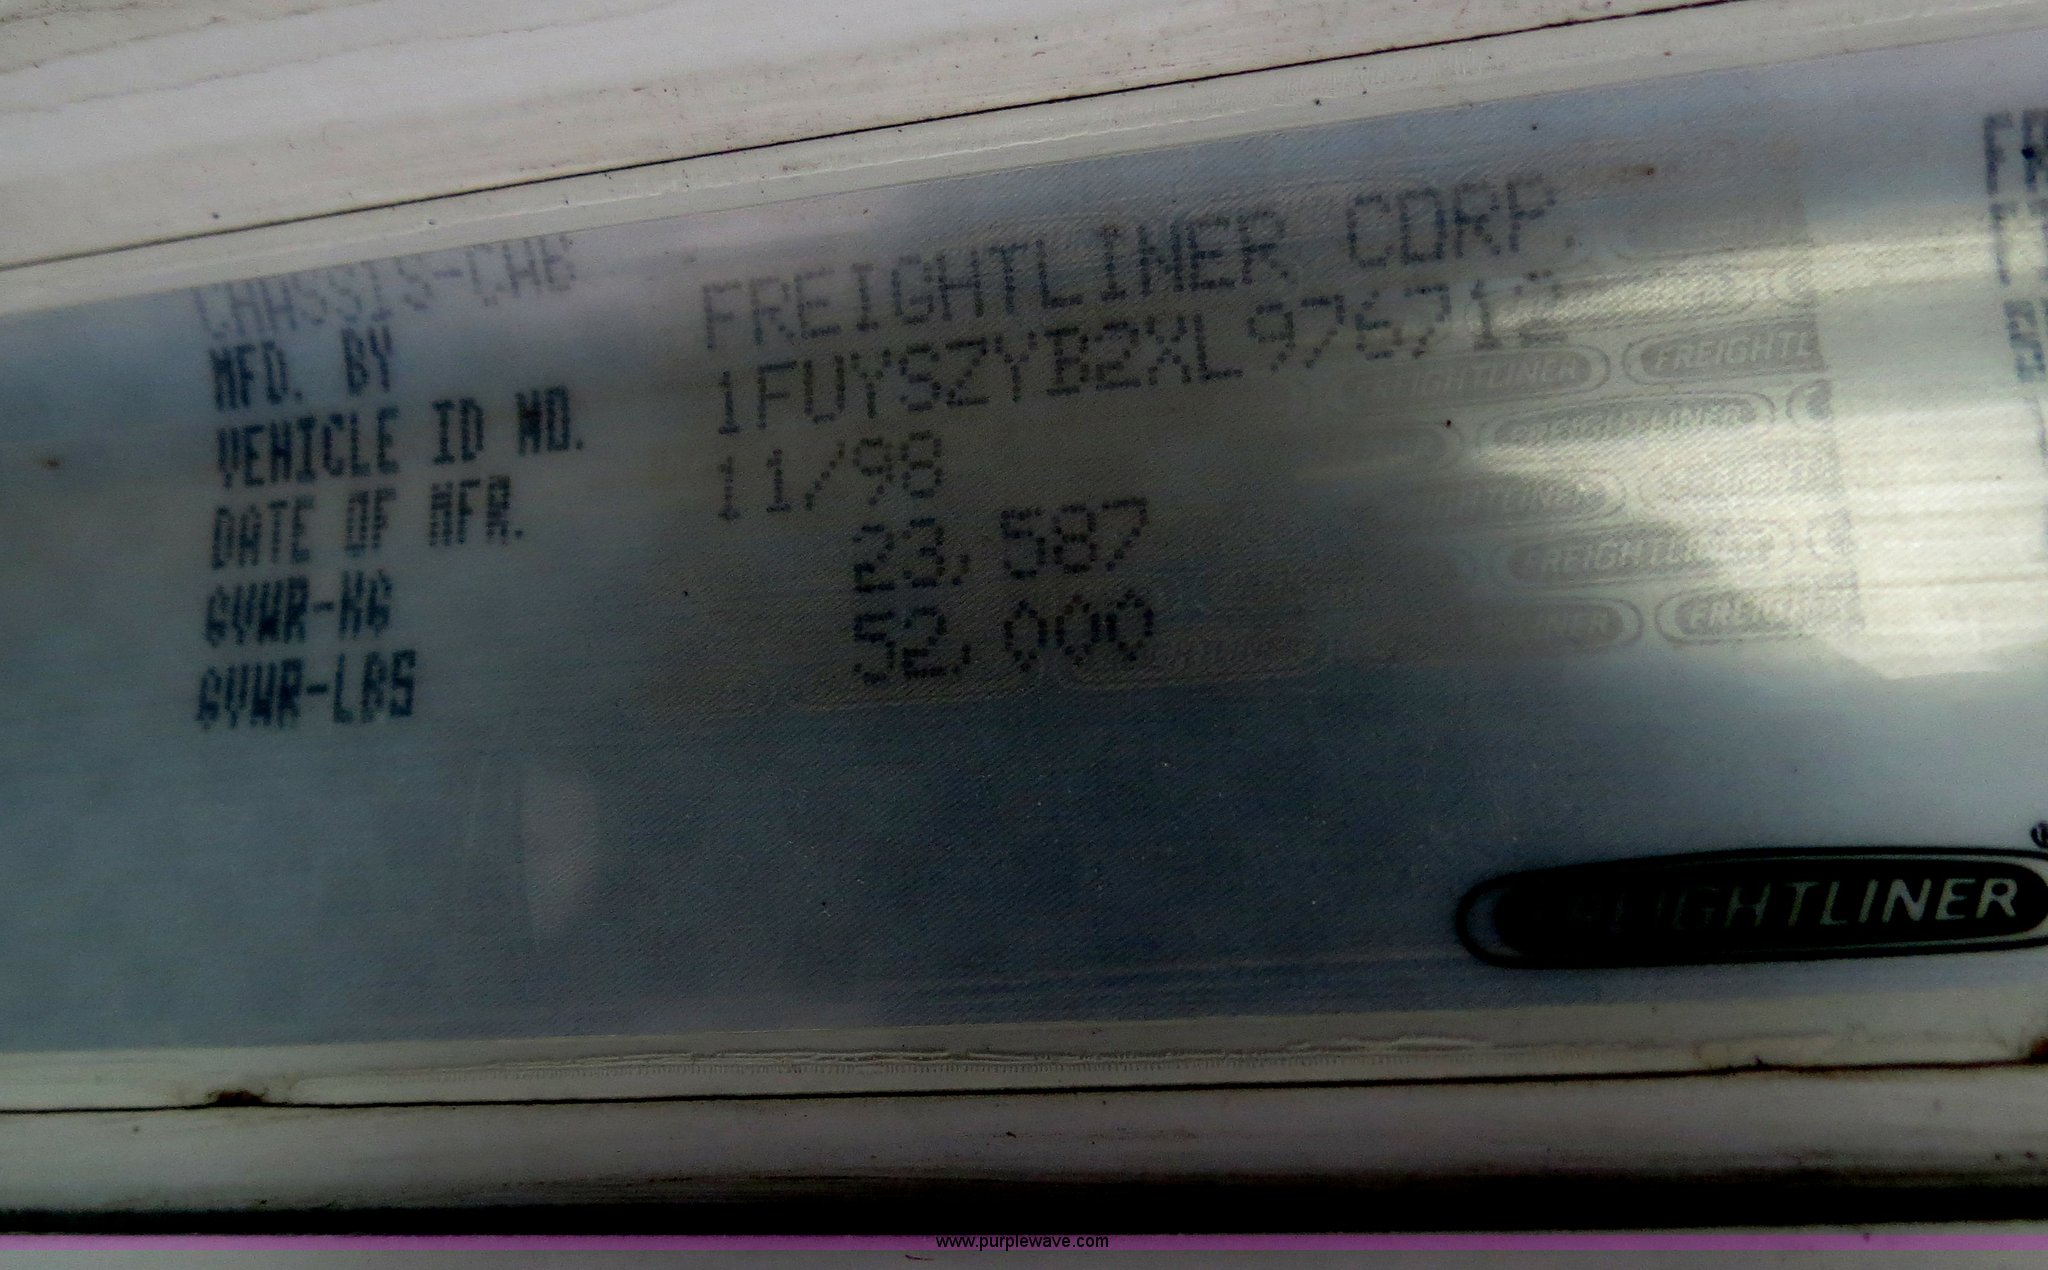 CHASSIS-CAB
MFD. BY FREIGHTLINER CORP.
VEHICLE ID NO. 1FUYSZYB2XL976712
DATE OF MFR. 11/98
GVWR-KG 23,587
GVWR-LBS 52,000
FREIGHTLINER
www.purplewave.com